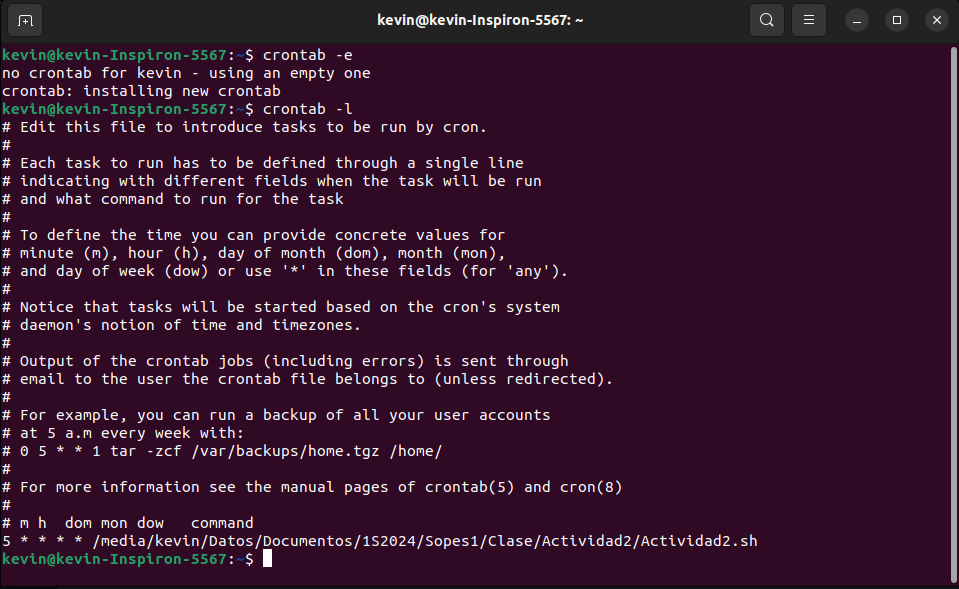 kevin@kevin-Inspiron-5567: ~
kevin@kevin-Inspiron-5567:~$ crontab -e
no crontab for kevin - using an empty one
crontab: installing new crontab
kevin@kevin-Inspiron-5567:~$ crontab -l
# Edit this file to introduce tasks to be run by cron.
#
# Each task to run has to be defined through a single line
# indicating with different fields when the task will be run
# and what command to run for the task
#
# To define the time you can provide concrete values for
# minute (m), hour (h), day of month (dom), month (mon),
# and day of week (dow) or use '*' in these fields (for 'any').
#
# Notice that tasks will be started based on the cron's system
# daemon's notion of time and timezones.
#
# Output of the crontab jobs (including errors) is sent through
# email to the user the crontab file belongs to (unless redirected).
#
# For example, you can run a backup of all your user accounts
# at 5 a.m every week with:
# 0 5 * * 1 tar -zcf /var/backups/home.tgz /home/
#
# For more information see the manual pages of crontab(5) and cron(8)
#
# m h  dom mon dow   command
5 * * * * /media/kevin/Datos/Documentos/1S2024/Sopes1/Clase/Actividad2/Actividad2.sh
kevin@kevin-Inspiron-5567:~$